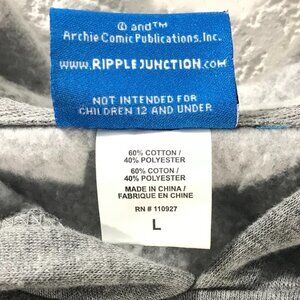 © and™
Archie Comic Publications, Inc.
WWW.RIPPLEJUNCTION.COM
NOT INTENDED FOR
CHILDREN 12 AND UNDER
60% COTTON /
40% POLYESTER
60% COTON /
40% POLYESTER
MADE IN CHINA /
FABRIQUE EN CHINE
RN # 110927
L